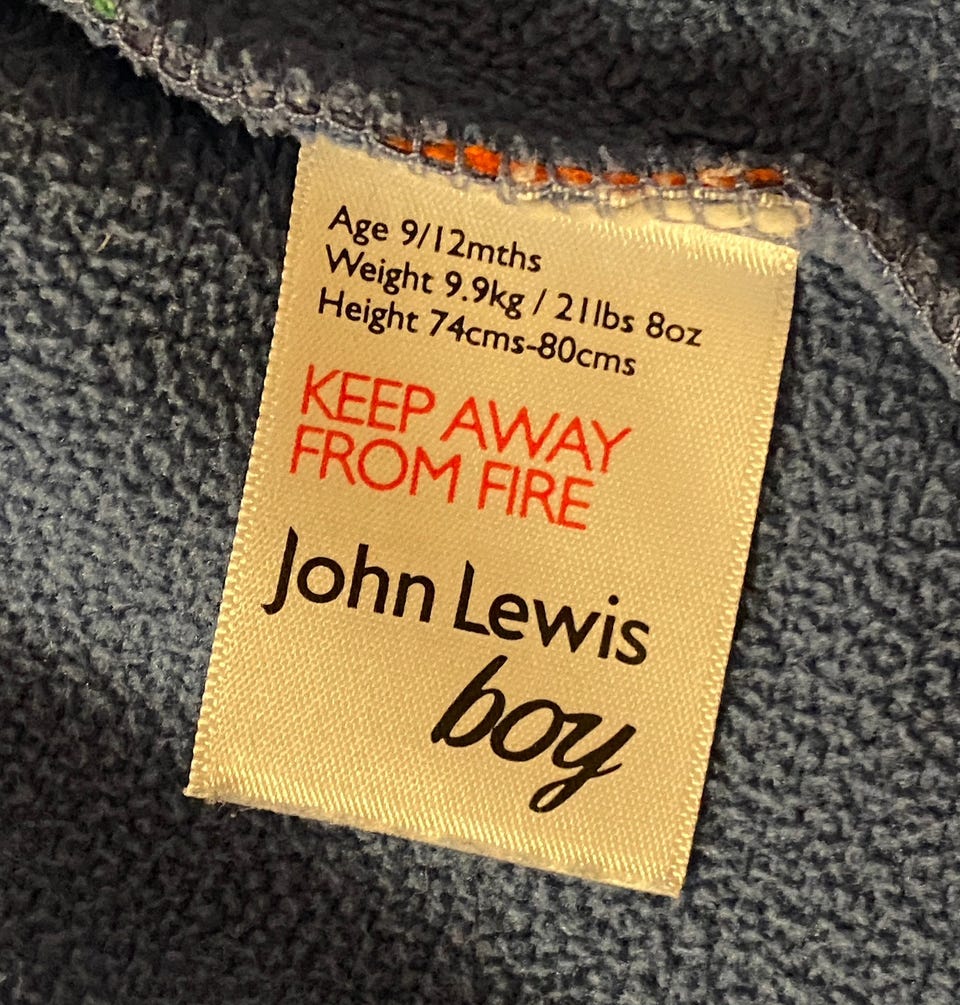 Age 9/12mths
Weight 9.9kg / 21lbs 8oz
Height 74cms-80cms
KEEP AWAY
FROM FIRE
John Lewis
boy